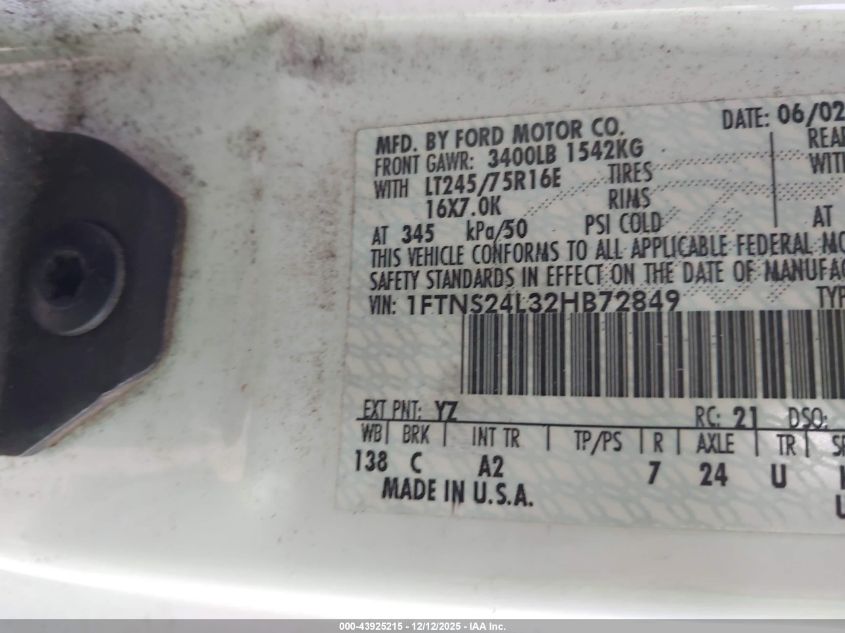 MFD. BY FORD MOTOR CO. DATE: 06/02
FRONT GAWR: 3400LB 1542KG
WITH LT245/75R16E TIRES WITH
16X7.0K RIMS
AT 345 kPa/50 PSI COLD AT
THIS VEHICLE CONFORMS TO ALL APPLICABLE FEDERAL
SAFETY STANDARDS IN EFFECT ON THE DATE OF
VIN: 1FTNS24L32HB72849
EXT PNT: YZ RC: 21 DSO:
WB BRK INT TR TP/PS R AXLE TR
138 C A2 7 24 U
MADE IN U.S.A.
000-43925215 - 12/12/2025 - IAA Inc.